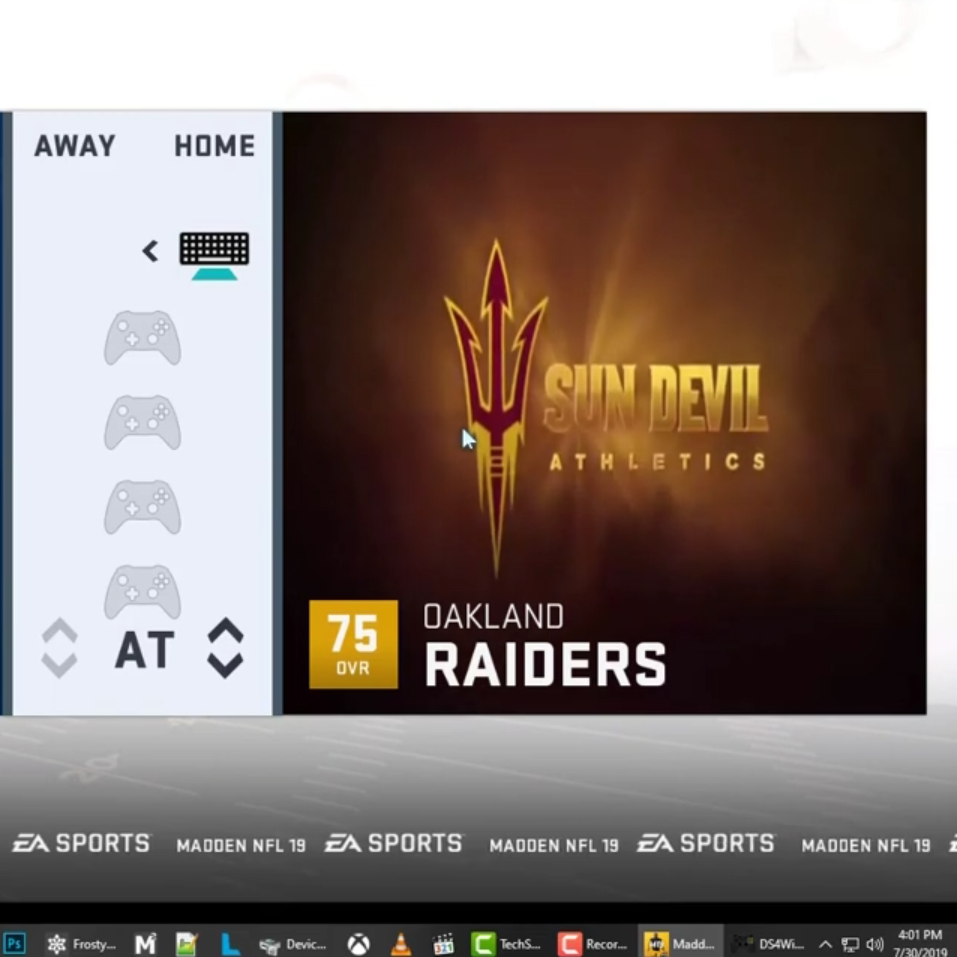 AWAY HOME
SUN DEVIL
ATHLETICS
75
OVR
OAKLAND
RAIDERS
AT
EA SPORTS MADDEN NFL 19 EA SPORTS MADDEN NFL 19 EA SPORTS MADDEN NFL 19
Ps Frosty... M L Devic... 321 C TechS... C Recor... Madd... DS4Wi... 4:01 PM
7/30/2019